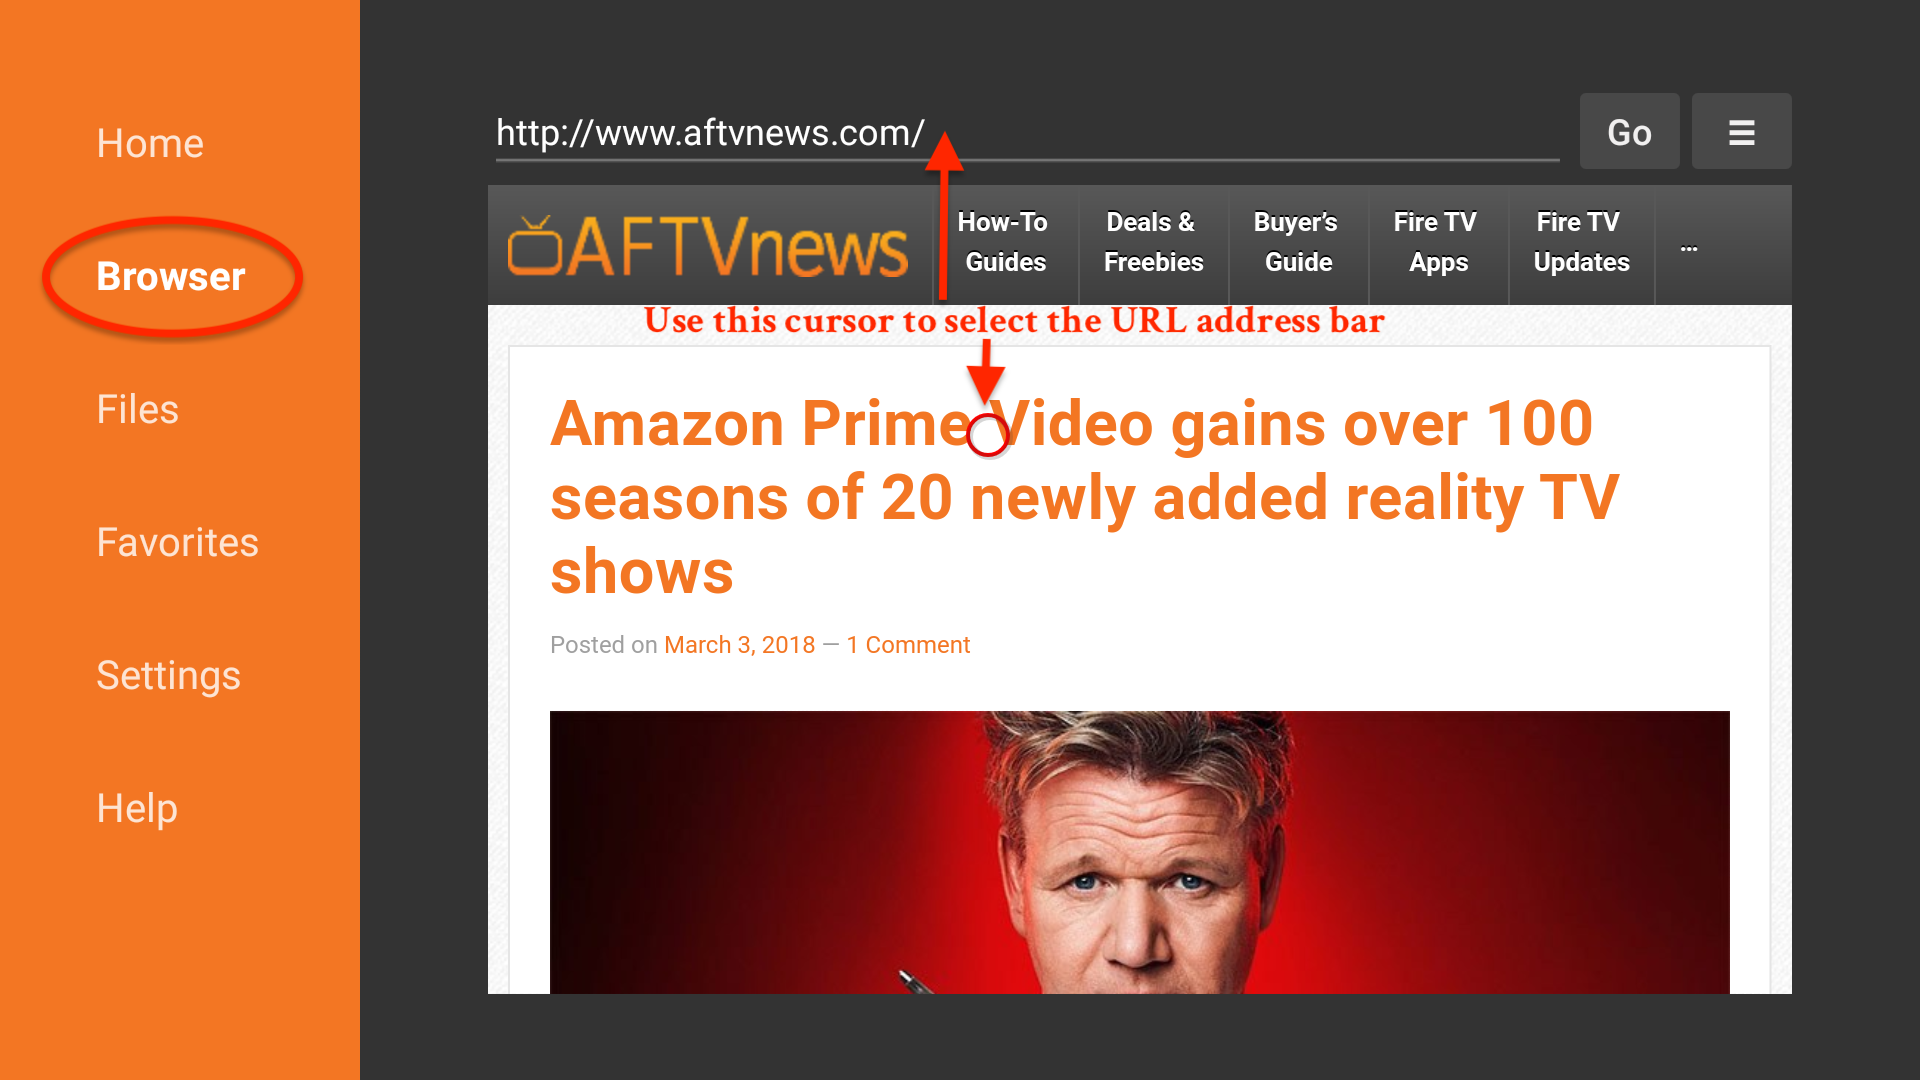 Home
Browser
Files
Favorites
Settings
Help
http://www.aftvnews.com/
Go
AFTVnews
How-To
Guides
Deals &
Freebies
Buyer's
Guide
Fire TV
Apps
Fire TV
Updates
...
Use this cursor to select the URL address bar
Amazon Prime Video gains over 100
seasons of 20 newly added reality TV
shows
Posted on March 3, 2018 — 1 Comment